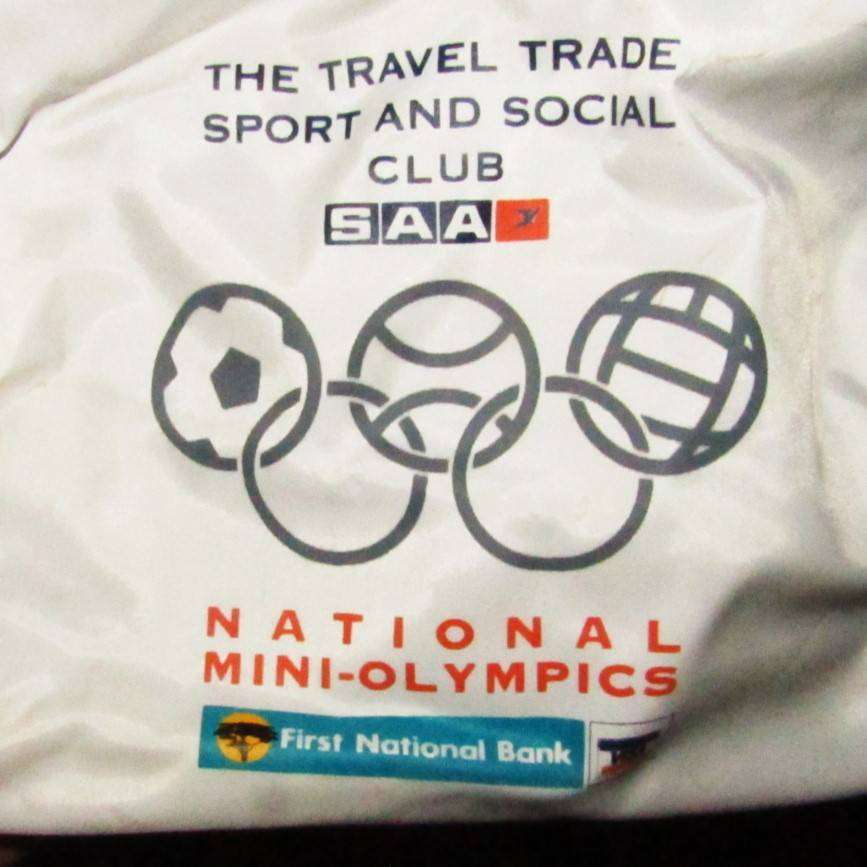 THE TRAVEL TRADE
SPORT AND SOCIAL
CLUB
SAA
NATIONAL
MINI-OLYMPICS
First National Bank